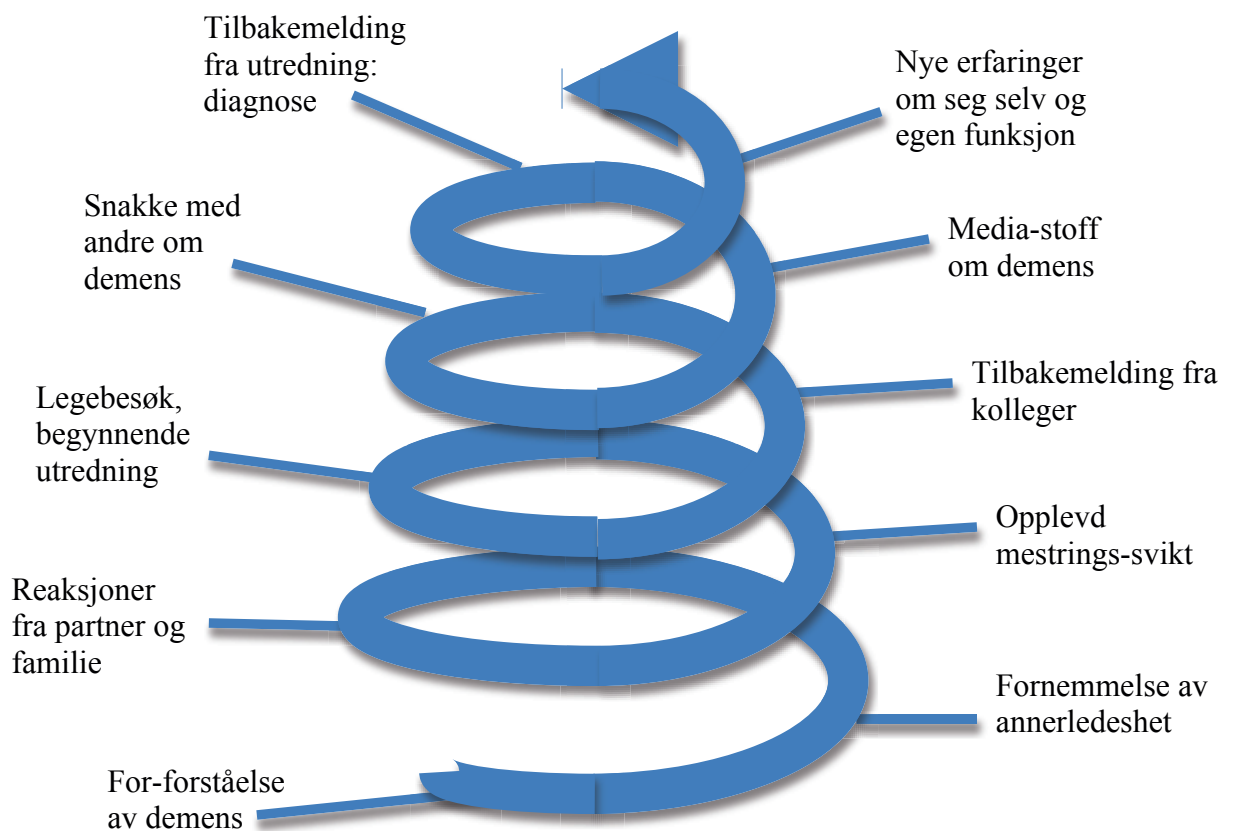 Tilbakemelding
fra utredning:
diagnose
Nye erfaringer
om seg selv og
egen funksjon
Snakke med
andre om
demens
Media-stoff
om demens
Legebesøk,
begynnende
utredning
Tilbakemelding fra
kolleger
Opplevd
mestrings-svikt
Reaksjoner
fra partner og
familie
Fornemmelse av
annerledeshet
For-forståelse
av demens